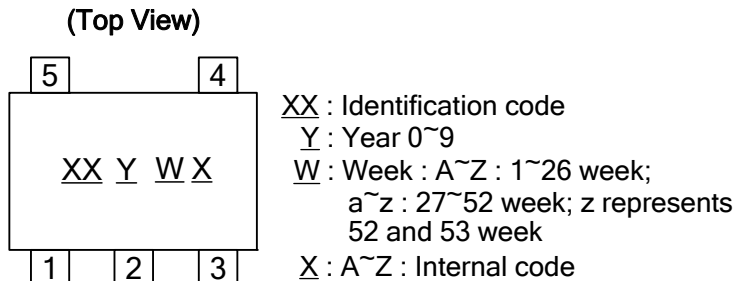 (Top View)
5 4
XX Y W X
1 2 3
XX : Identification code
Y : Year 0~9
W : Week : A~Z : 1~26 week;
a~z : 27~52 week; z represents
52 and 53 week
X : A~Z : Internal code